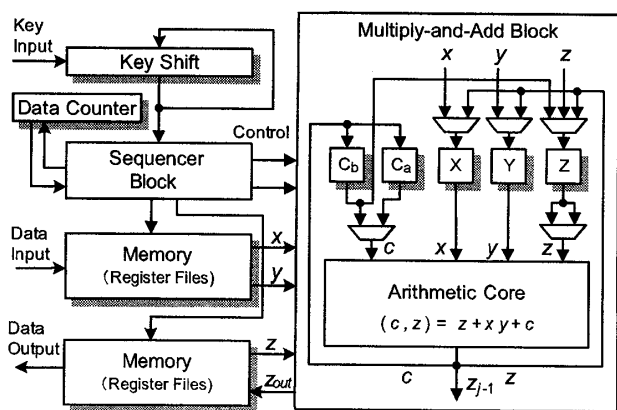 Key
Input
Key Shift
Data Counter
Sequencer
Block
Control
Data
Input
Memory
(Register Files)
x
y
Data
Output
Memory
(Register Files)
z
zout
Multiply-and-Add Block
x y z
Cb Ca X Y Z
c x y z
Arithmetic Core
(c, z) = z + x y + c
c zj-1 z